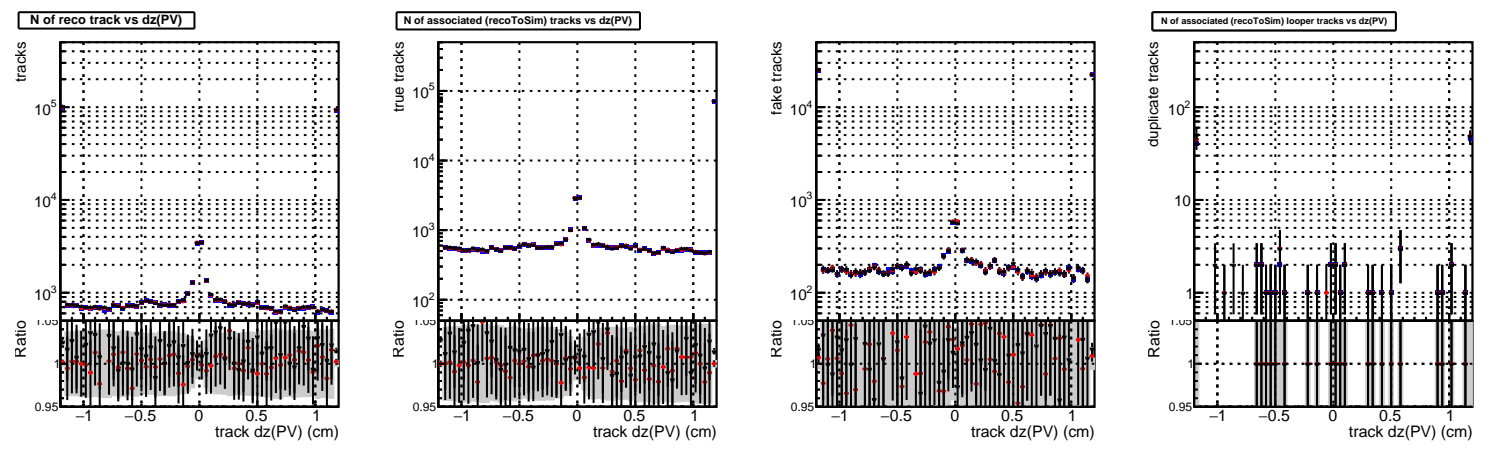 N of reco track vs dz(PV)
tracks
10^5
10^4
10^3
1.05
Ratio
1
0.95
−1 −0.5 0 0.5 1
track dz(PV) (cm)
N of associated (recoToSim) tracks vs dz(PV)
true tracks
10^5
10^4
10^3
10^2
1.05
Ratio
1
0.95
−1 −0.5 0 0.5 1
track dz(PV) (cm)
fake tracks
10^4
10^3
10^2
1.05
Ratio
1
0.95
−1 −0.5 0 0.5 1
track dz(PV) (cm)
N of associated (recoToSim) looper tracks vs dz(PV)
duplicate tracks
10^2
10
1
1.05
Ratio
1
0.95
−1 −0.5 0 0.5 1
track dz(PV) (cm)